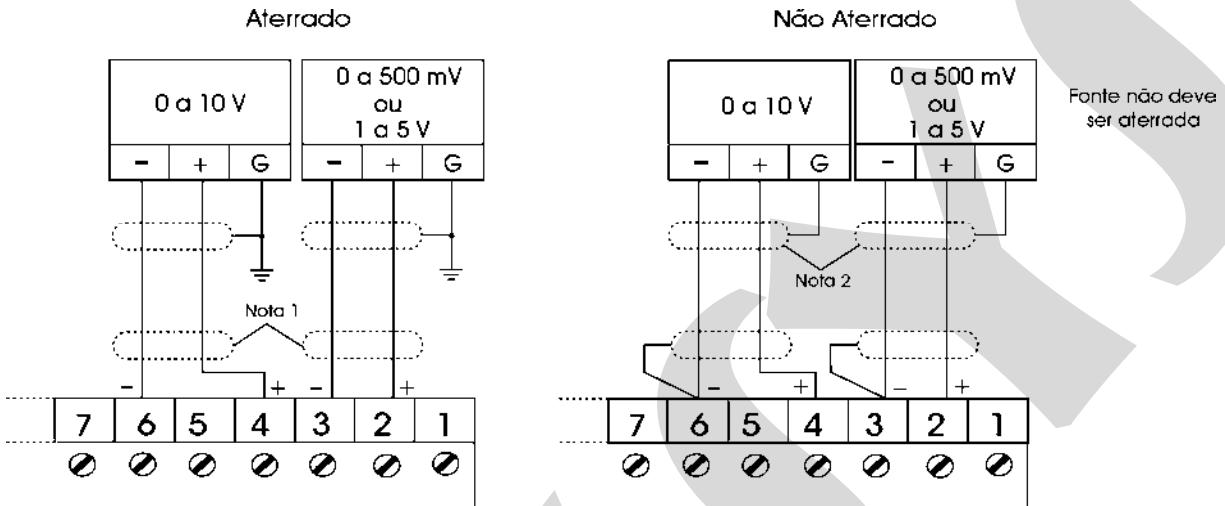 Aterrado
Não Aterrado
0 a 10 V
0 a 500 mV
ou
1 a 5 V
0 a 10 V
0 a 500 mV
ou
1 a 5 V
Fonte não deve
ser aterrada
- + G
- + G
- + G
- + G
Nota 2
Nota 1
- + - +
- + - +
7 6 5 4 3 2 1
7 6 5 4 3 2 1